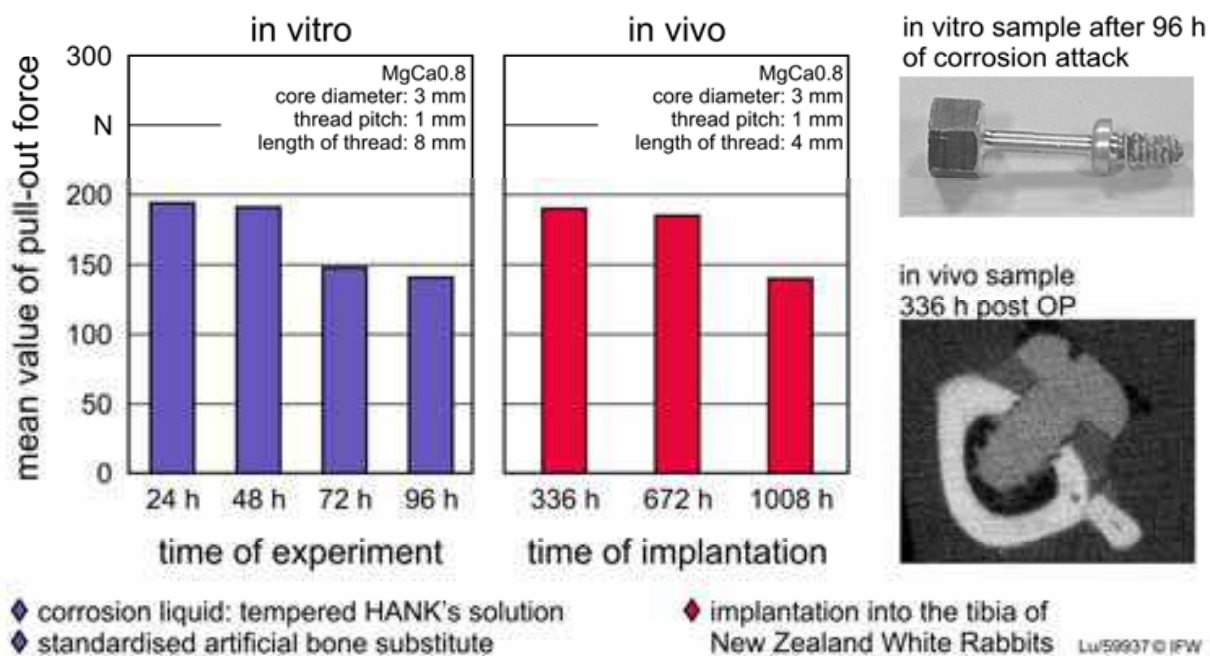 in vitro
in vivo
in vitro sample after 96 h
of corrosion attack
mean value of pull-out force
300
N
200
150
100
50
0
MgCa0.8
core diameter: 3 mm
thread pitch: 1 mm
length of thread: 8 mm
MgCa0.8
core diameter: 3 mm
thread pitch: 1 mm
length of thread: 4 mm
in vivo sample
336 h post OP
24 h 48 h 72 h 96 h
336 h 672 h 1008 h
time of experiment
time of implantation
corrosion liquid: tempered HANK's solution
standardised artificial bone substitute
implantation into the tibia of
New Zealand White Rabbits
Lu/59937 © IFW